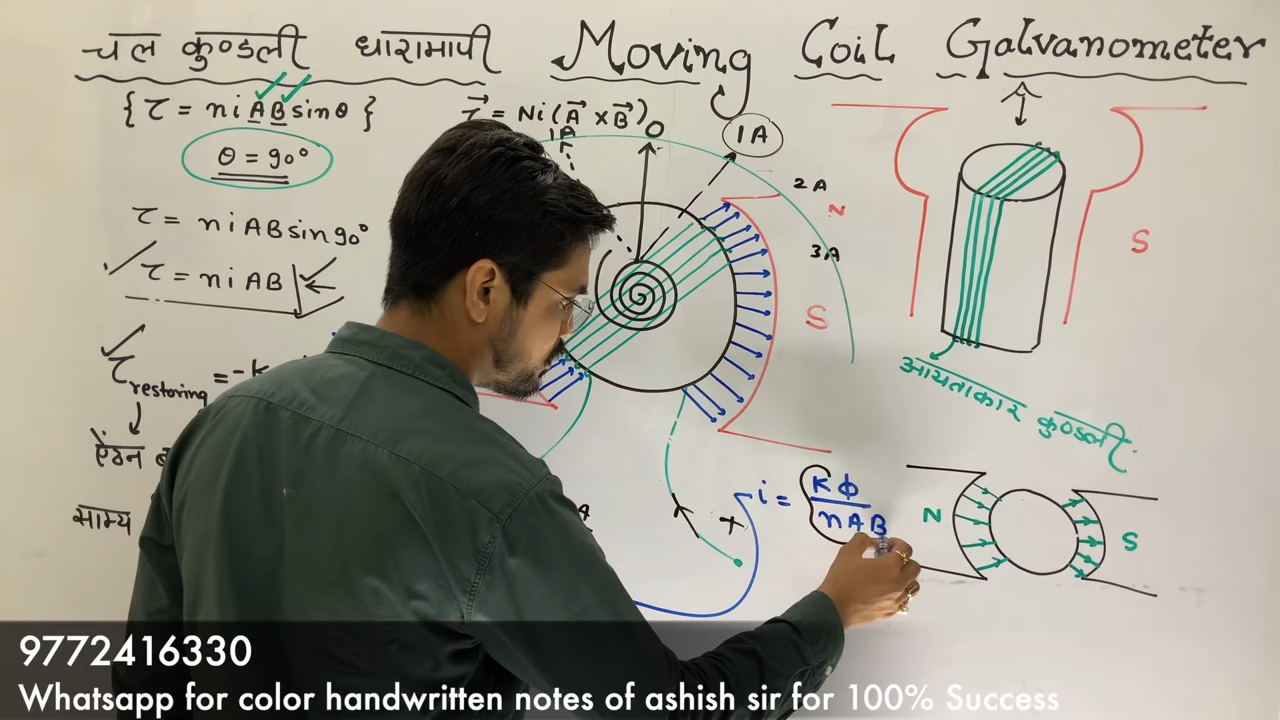 चल कुण्डली धारामापी Moving Coil Galvanometer
{ τ = niABsinθ }
τ⃗ = Ni(A⃗ × B⃗)
θ = 90°
τ = niABsin90°
τ = niAB
τ restoring = -K
ऐंठन
साम्य
1A
0
1A
2A
3A
N
S
+
i = Kφ / nAB
S
आयताकार कुण्डली
N
S
9772416330
Whatsapp for color handwritten notes of ashish sir for 100% Success